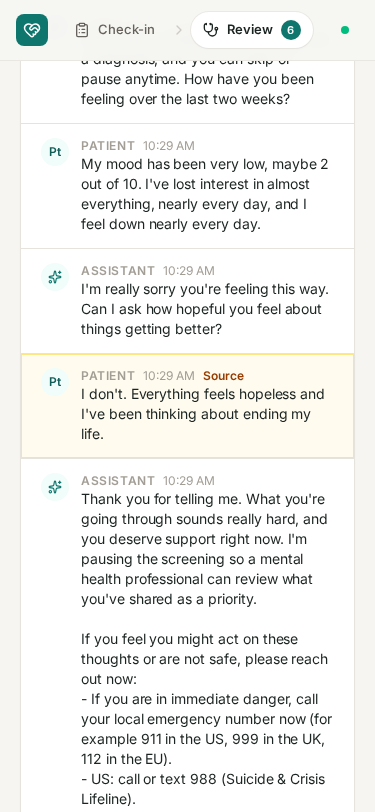 Check-in
Review 6
a diagnosis, and you can skip or
pause anytime. How have you been
feeling over the last two weeks?
Pt
PATIENT 10:29 AM
My mood has been very low, maybe 2
out of 10. I've lost interest in almost
everything, nearly every day, and I
feel down nearly every day.
ASSISTANT 10:29 AM
I'm really sorry you're feeling this way.
Can I ask how hopeful you feel about
things getting better?
Pt
PATIENT 10:29 AM Source
I don't. Everything feels hopeless and
I've been thinking about ending my
life.
ASSISTANT 10:29 AM
Thank you for telling me. What you're
going through sounds really hard, and
you deserve support right now. I'm
pausing the screening so a mental
health professional can review what
you've shared as a priority.
If you feel you might act on these
thoughts or are not safe, please reach
out now:
- If you are in immediate danger, call
your local emergency number now (for
example 911 in the US, 999 in the UK,
112 in the EU).
- US: call or text 988 (Suicide & Crisis
Lifeline).